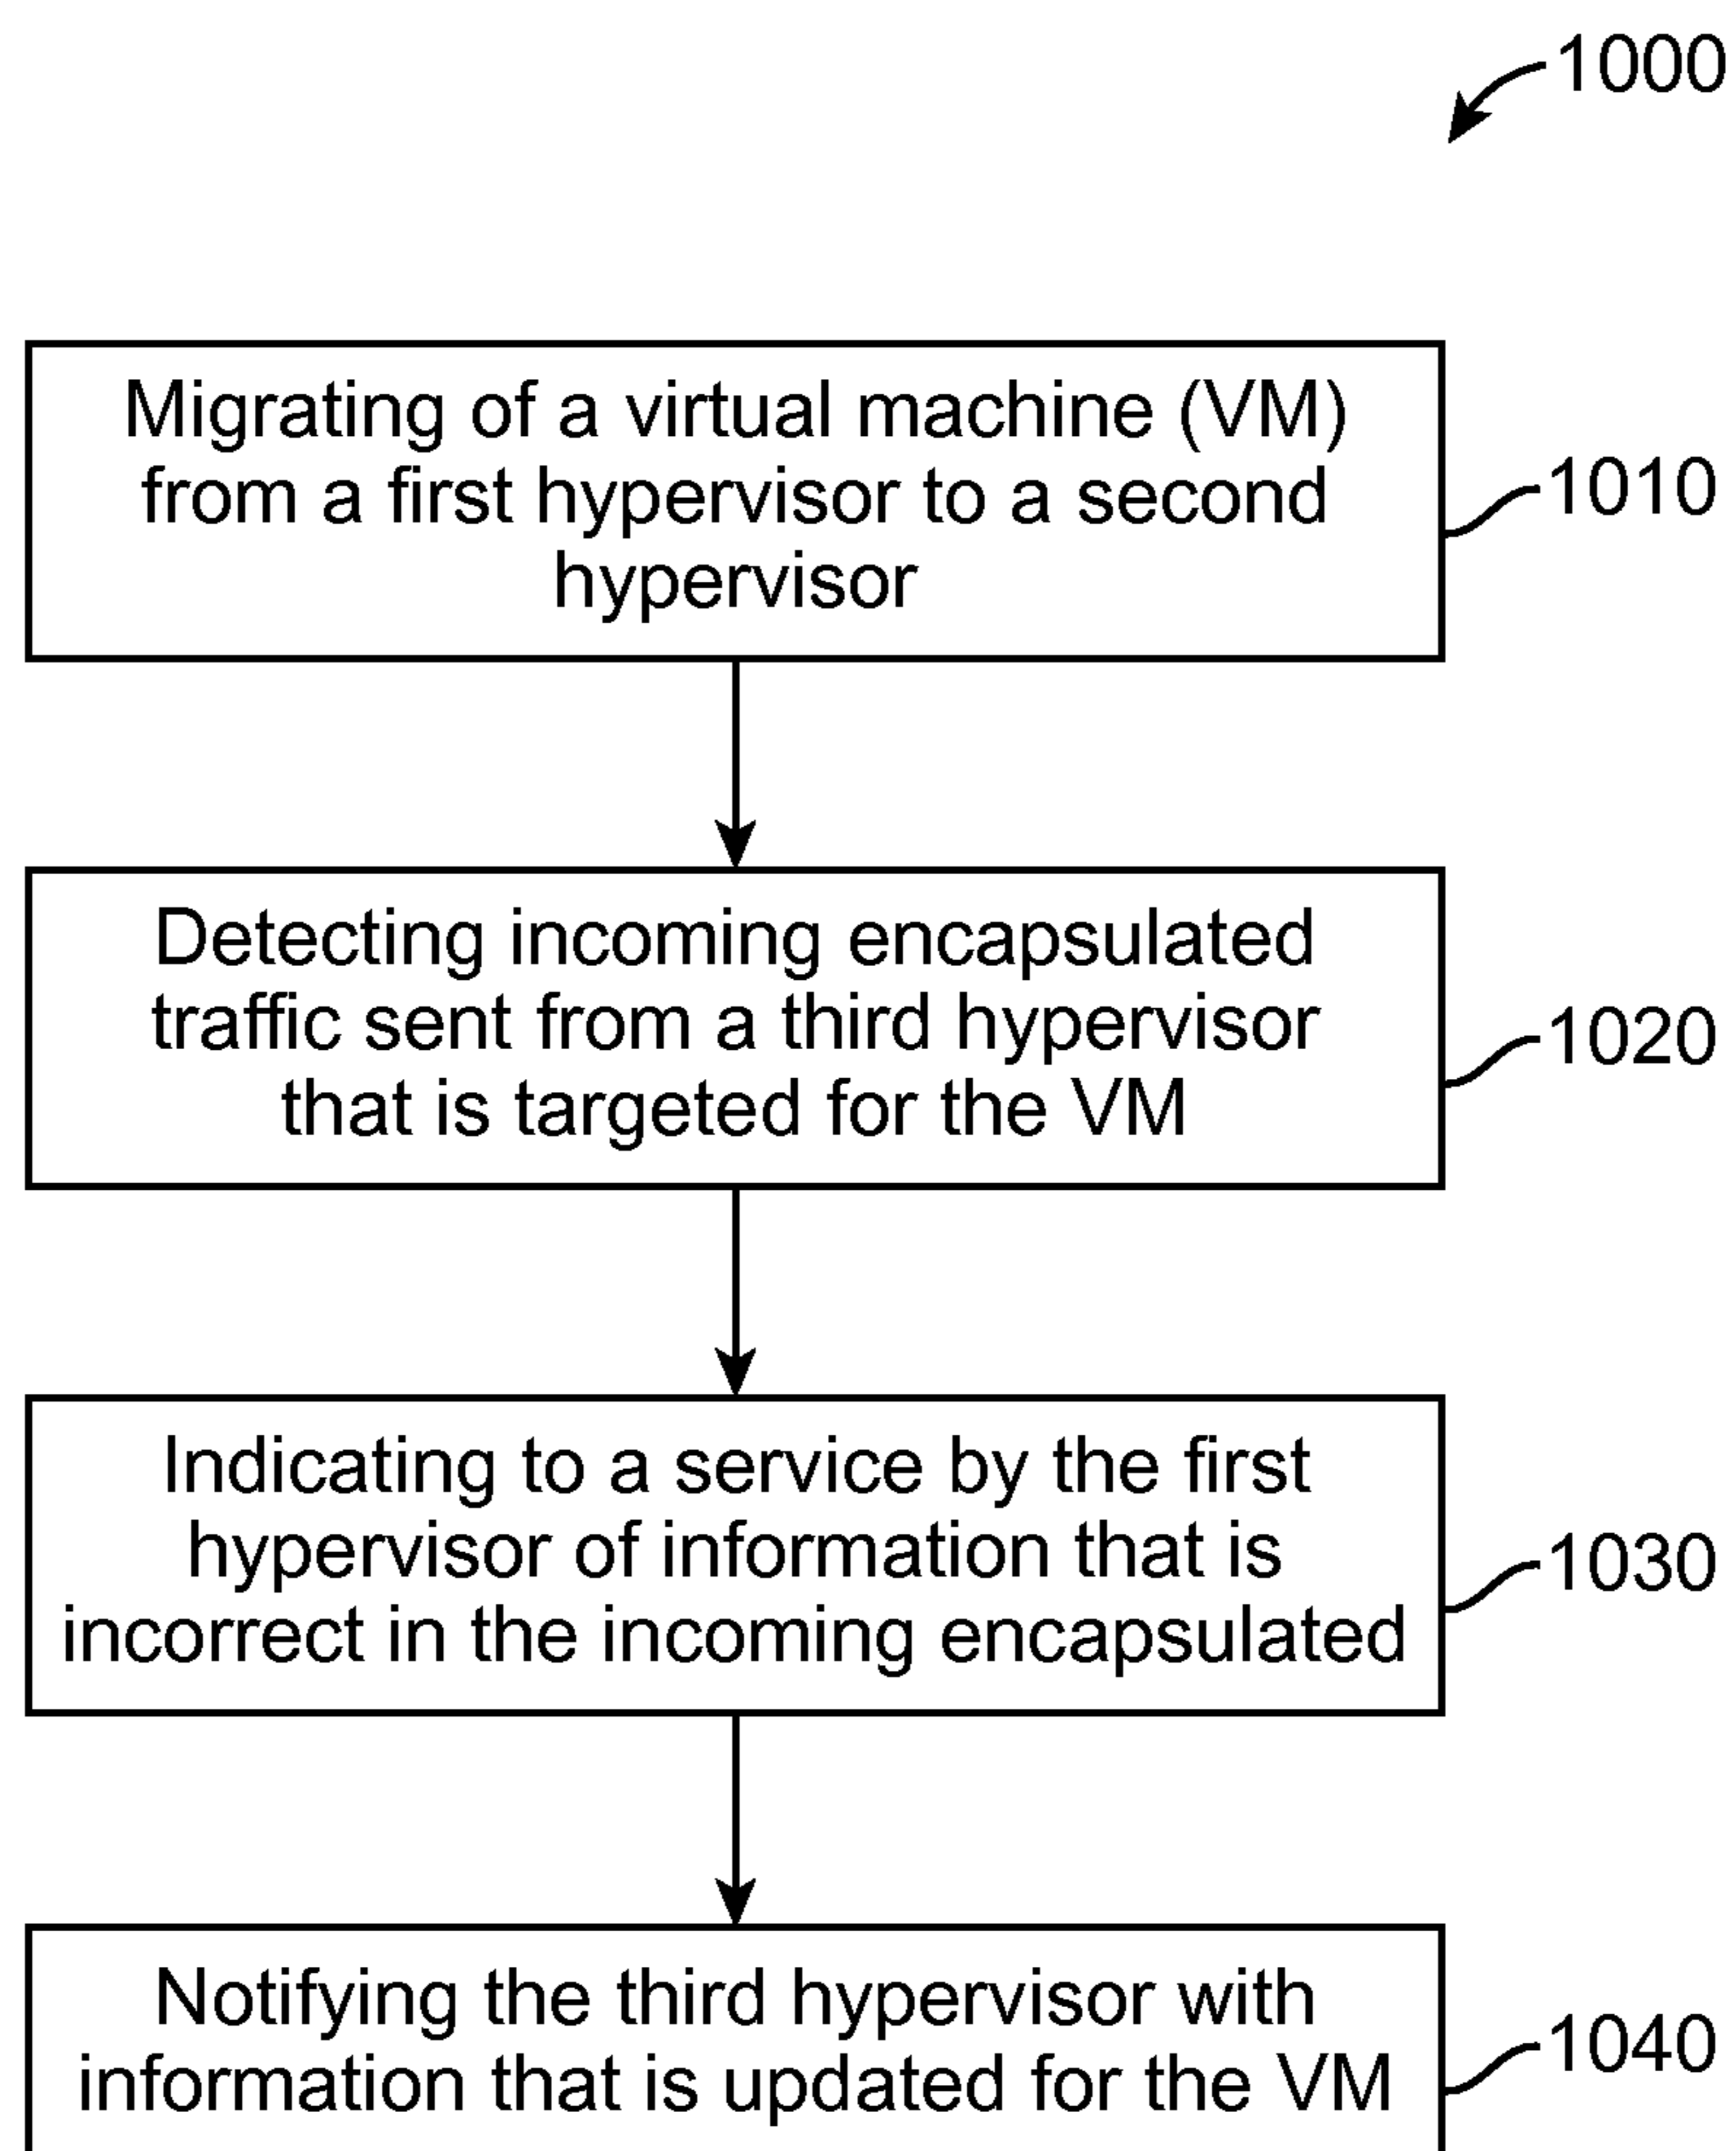 1000
Migrating of a virtual machine (VM)
from a first hypervisor to a second
hypervisor
1010
Detecting incoming encapsulated
traffic sent from a third hypervisor
that is targeted for the VM
1020
Indicating to a service by the first
hypervisor of information that is
incorrect in the incoming encapsulated
1030
Notifying the third hypervisor with
information that is updated for the VM
1040